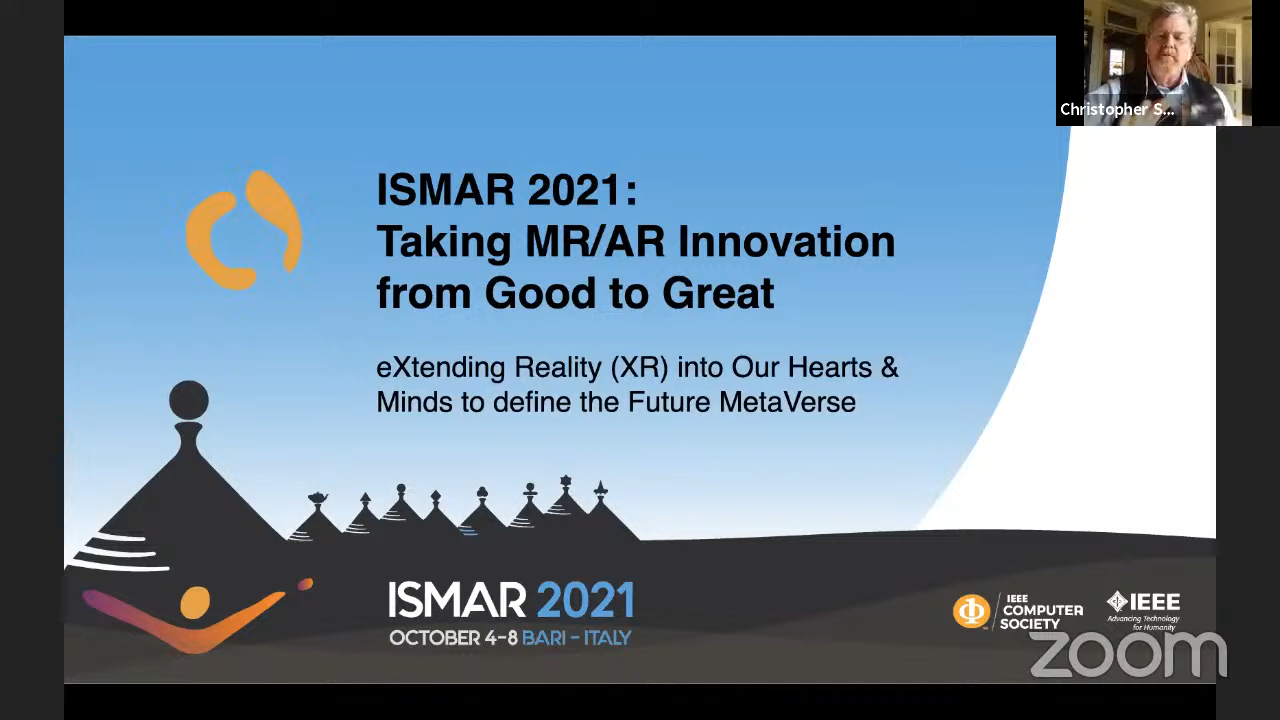 Christopher S...
ISMAR 2021:
Taking MR/AR Innovation
from Good to Great
eXtending Reality (XR) into Our Hearts &
Minds to define the Future MetaVerse
ISMAR 2021
OCTOBER 4-8 BARI - ITALY
IEEE
COMPUTER
SOCIETY
IEEE
Advancing Technology
for Humanity
zoom